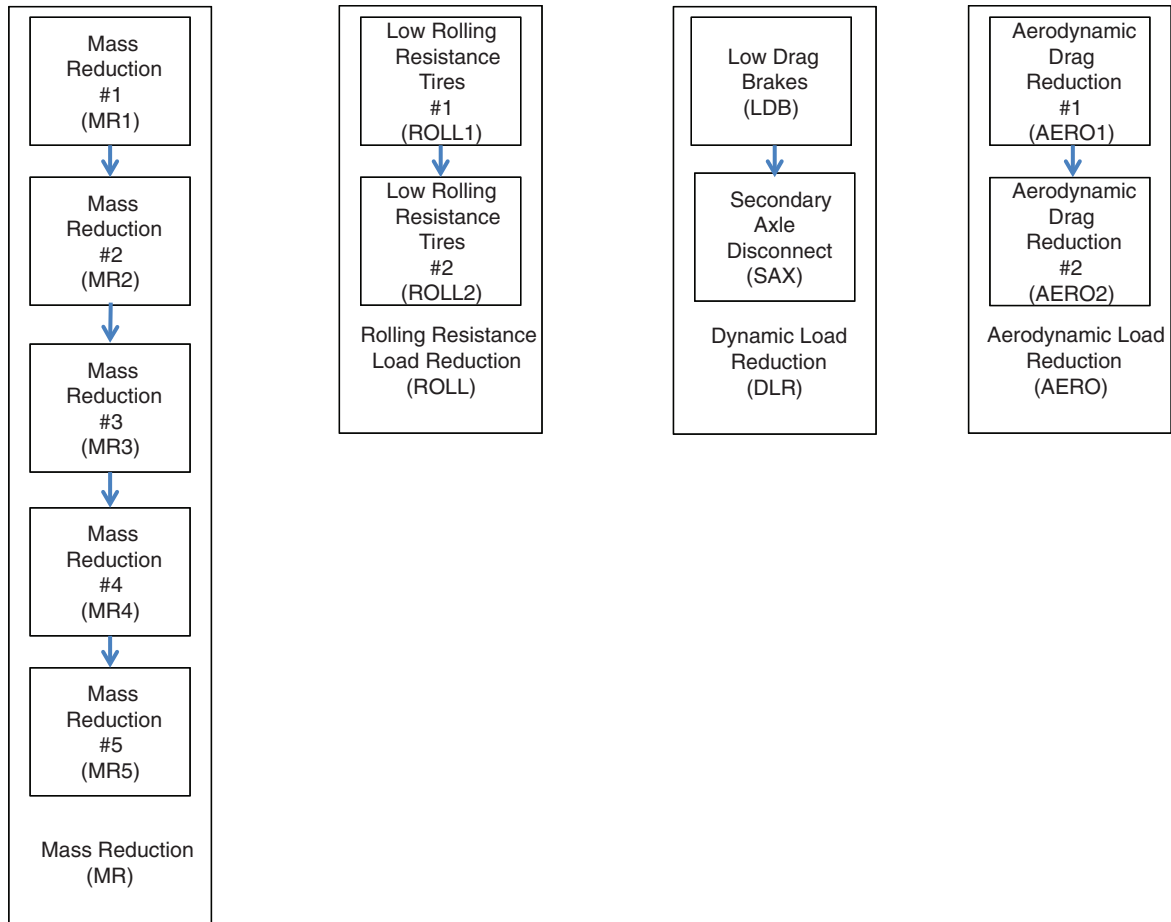 Mass
Reduction
#1
(MR1)
Mass
Reduction
#2
(MR2)
Mass
Reduction
#3
(MR3)
Mass
Reduction
#4
(MR4)
Mass
Reduction
#5
(MR5)
Mass Reduction
(MR)
Low Rolling
Resistance
Tires
#1
(ROLL1)
Low Rolling
Resistance
Tires
#2
(ROLL2)
Rolling Resistance
Load Reduction
(ROLL)
Low Drag
Brakes
(LDB)
Secondary
Axle
Disconnect
(SAX)
Dynamic Load
Reduction
(DLR)
Aerodynamic
Drag
Reduction
#1
(AERO1)
Aerodynamic
Drag
Reduction
#2
(AERO2)
Aerodynamic Load
Reduction
(AERO)